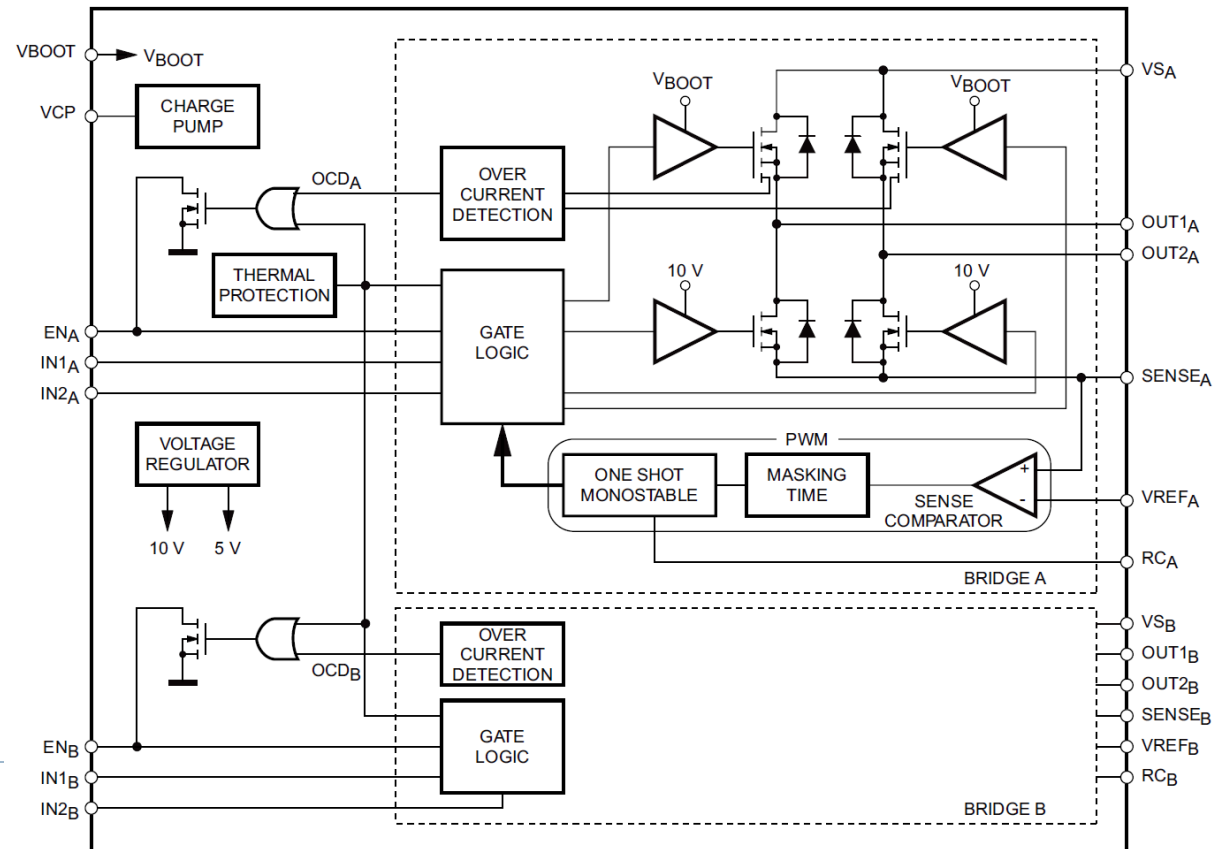 VBOOT
VBOOT
VCP
CHARGE
PUMP
VBOOT
VBOOT
VSA
OCDA
OVER
CURRENT
DETECTION
OUT1A
OUT2A
THERMAL
PROTECTION
10 V
10 V
ENA
IN1A
IN2A
GATE
LOGIC
SENSEA
VOLTAGE
REGULATOR
10 V
5 V
PWM
ONE SHOT
MONOSTABLE
MASKING
TIME
+
-
SENSE
COMPARATOR
VREFA
RCA
BRIDGE A
OCDB
OVER
CURRENT
DETECTION
VSB
OUT1B
OUT2B
SENSEB
VREFB
RCB
ENB
IN1B
IN2B
GATE
LOGIC
BRIDGE B